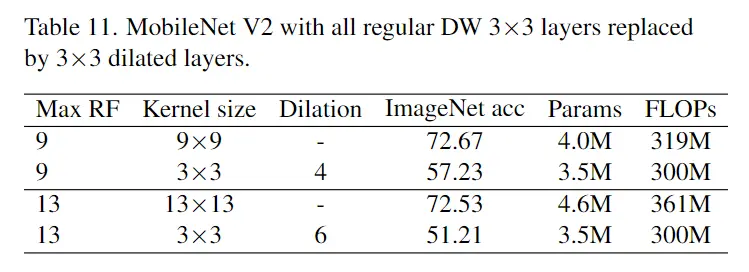 Table 11. MobileNet V2 with all regular DW 3×3 layers replaced
by 3×3 dilated layers.
Max RF Kernel size Dilation ImageNet acc Params FLOPs
9 9×9 - 72.67 4.0M 319M
9 3×3 4 57.23 3.5M 300M
13 13×13 - 72.53 4.6M 361M
13 3×3 6 51.21 3.5M 300M